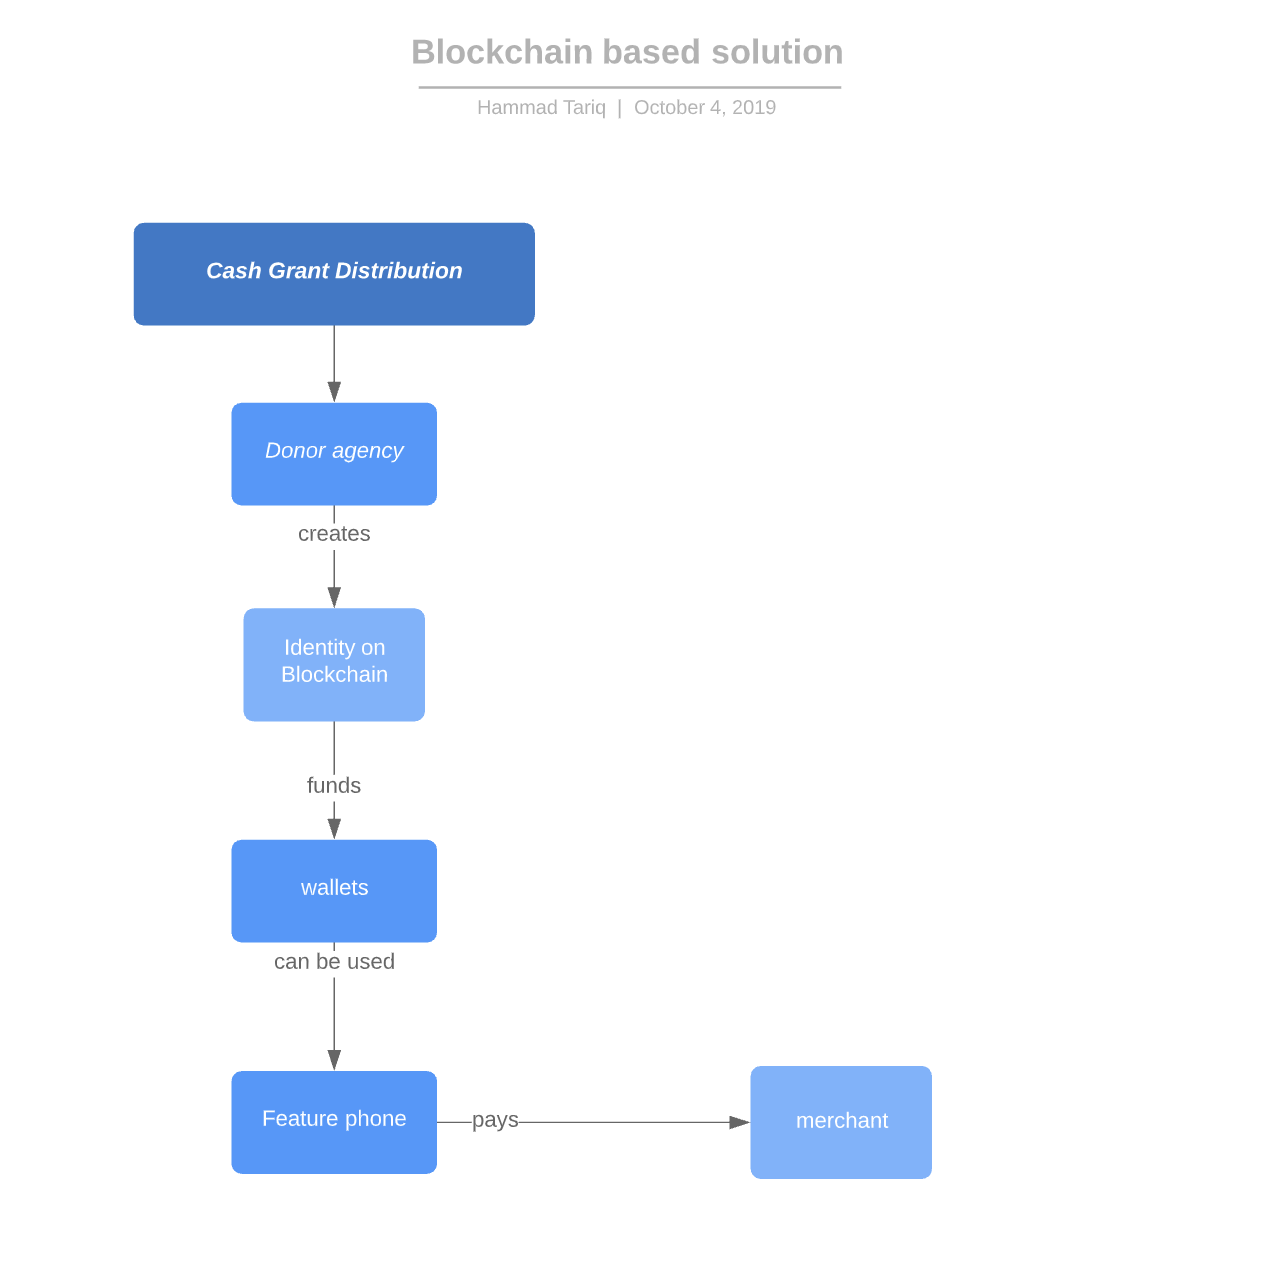 Blockchain based solution
Hammad Tariq | October 4, 2019
Cash Grant Distribution
Donor agency
creates
Identity on
Blockchain
funds
wallets
can be used
Feature phone
pays
merchant